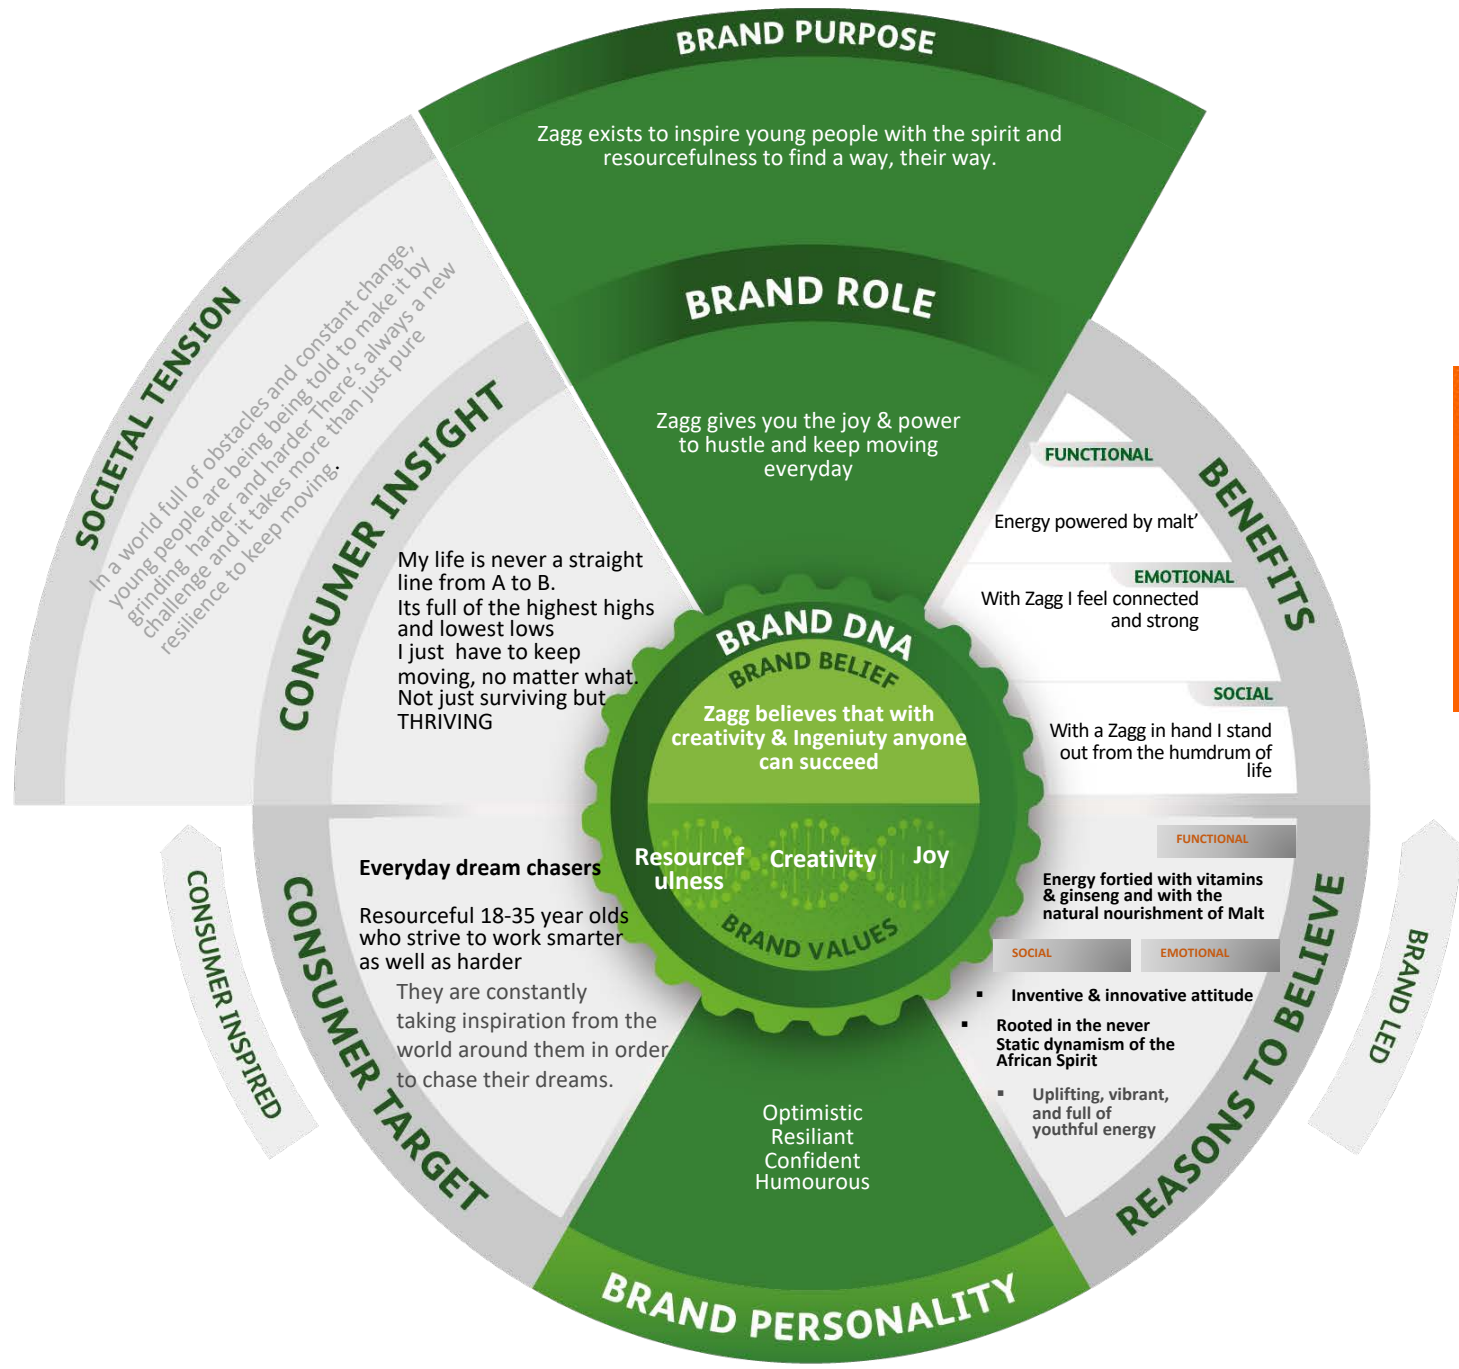 BRAND PURPOSE
Zagg exists to inspire young people with the spirit and
resourcefulness to find a way, their way.
BRAND ROLE
Zagg gives you the joy & power
to hustle and keep moving
everyday
SOCIETAL TENSION
In a world full of obstacles and constant change,
young people are being being told to make it by
grinding harder and harder There's always a new
challenge and it takes more than just pure
resilience to keep moving.
CONSUMER INSIGHT
My life is never a straight
line from A to B.
Its full of the highest highs
and lowest lows
I just have to keep
moving, no matter what.
Not just surviving but
THRIVING
BENEFITS
FUNCTIONAL
Energy powered by malt'
EMOTIONAL
With Zagg I feel connected
and strong
SOCIAL
With a Zagg in hand I stand
out from the humdrum of
life
BRAND DNA
BRAND BELIEF
Zagg believes that with
creativity & Ingeniuty anyone
can succeed
Resourcef
ulness
Creativity
Joy
BRAND VALUES
CONSUMER INSPIRED
CONSUMER TARGET
Everyday dream chasers
Resourceful 18-35 year olds
who strive to work smarter
as well as harder
They are constantly
taking inspiration from the
world around them in order
to chase their dreams.
REASONS TO BELIEVE
FUNCTIONAL
Energy fortied with vitamins
& ginseng and with the
natural nourishment of Malt
SOCIAL
EMOTIONAL
▪ Inventive & innovative attitude
▪ Rooted in the never
Static dynamism of the
African Spirit
▪ Uplifting, vibrant,
and full of
youthful energy
BRAND LED
Optimistic
Resiliant
Confident
Humourous
BRAND PERSONALITY